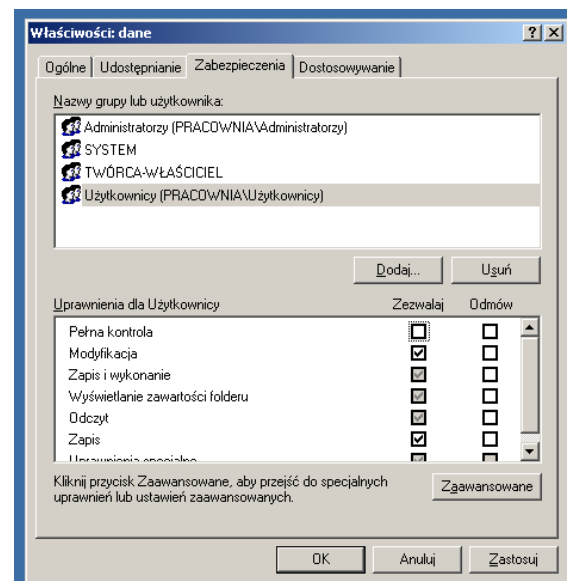 Właściwości: dane
? ×
Ogólne Udostępnianie Zabezpieczenia Dostosowywanie
Nazwy grupy lub użytkownika:
Administratorzy (PRACOWNIA\Administratorzy)
SYSTEM
TWÓRCA-WŁAŚCICIEL
Użytkownicy (PRACOWNIA\Użytkownicy)
Dodaj... Usuń
Uprawnienia dla Użytkownicy Zezwalaj Odmów
Pełna kontrola
Modyfikacja
Zapis i wykonanie
Wyświetlanie zawartości folderu
Odczyt
Zapis
Uprawnienia specjalne
Kliknij przycisk Zaawansowane, aby przejść do specjalnych
uprawnień lub ustawień zaawansowanych.
Zaawansowane
OK Anuluj Zastosuj